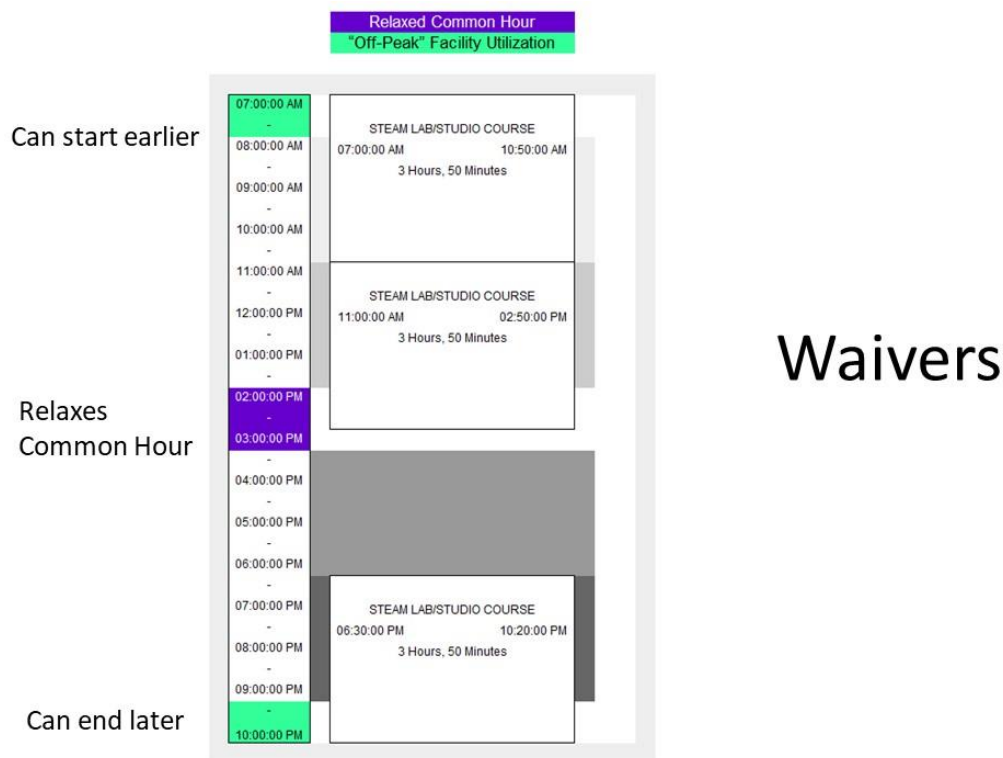 Relaxed Common Hour
"Off-Peak" Facility Utilization
Can start earlier
07:00:00 AM
-
08:00:00 AM
-
09:00:00 AM
-
10:00:00 AM
-
11:00:00 AM
-
12:00:00 PM
-
01:00:00 PM
-
02:00:00 PM
-
03:00:00 PM
-
04:00:00 PM
-
05:00:00 PM
-
06:00:00 PM
-
07:00:00 PM
-
08:00:00 PM
-
09:00:00 PM
-
10:00:00 PM
STEAM LAB/STUDIO COURSE
07:00:00 AM 10:50:00 AM
3 Hours, 50 Minutes
STEAM LAB/STUDIO COURSE
11:00:00 AM 02:50:00 PM
3 Hours, 50 Minutes
Relaxes
Common Hour
STEAM LAB/STUDIO COURSE
06:30:00 PM 10:20:00 PM
3 Hours, 50 Minutes
Can end later
Waivers